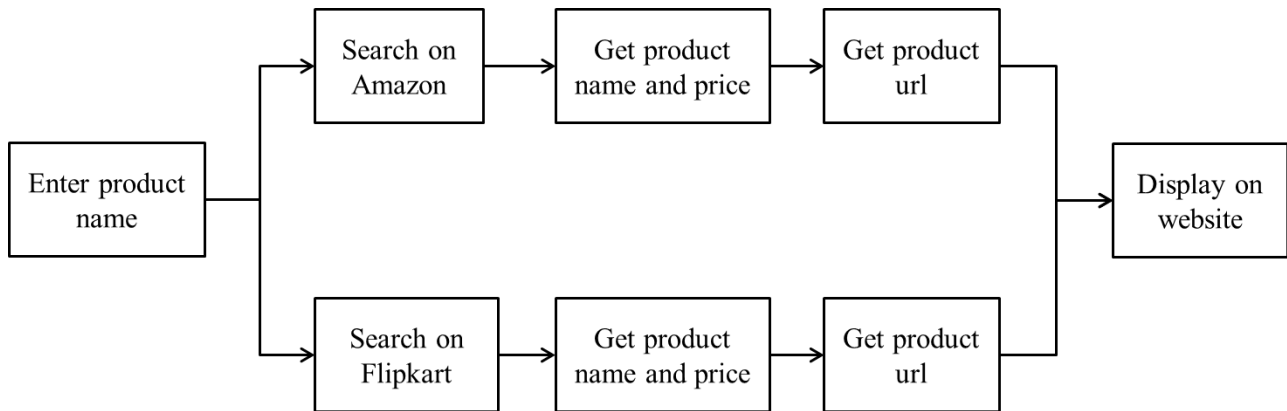 Enter product
name
Search on
Amazon
Get product
name and price
Get product
url
Search on
Flipkart
Get product
name and price
Get product
url
Display on
website